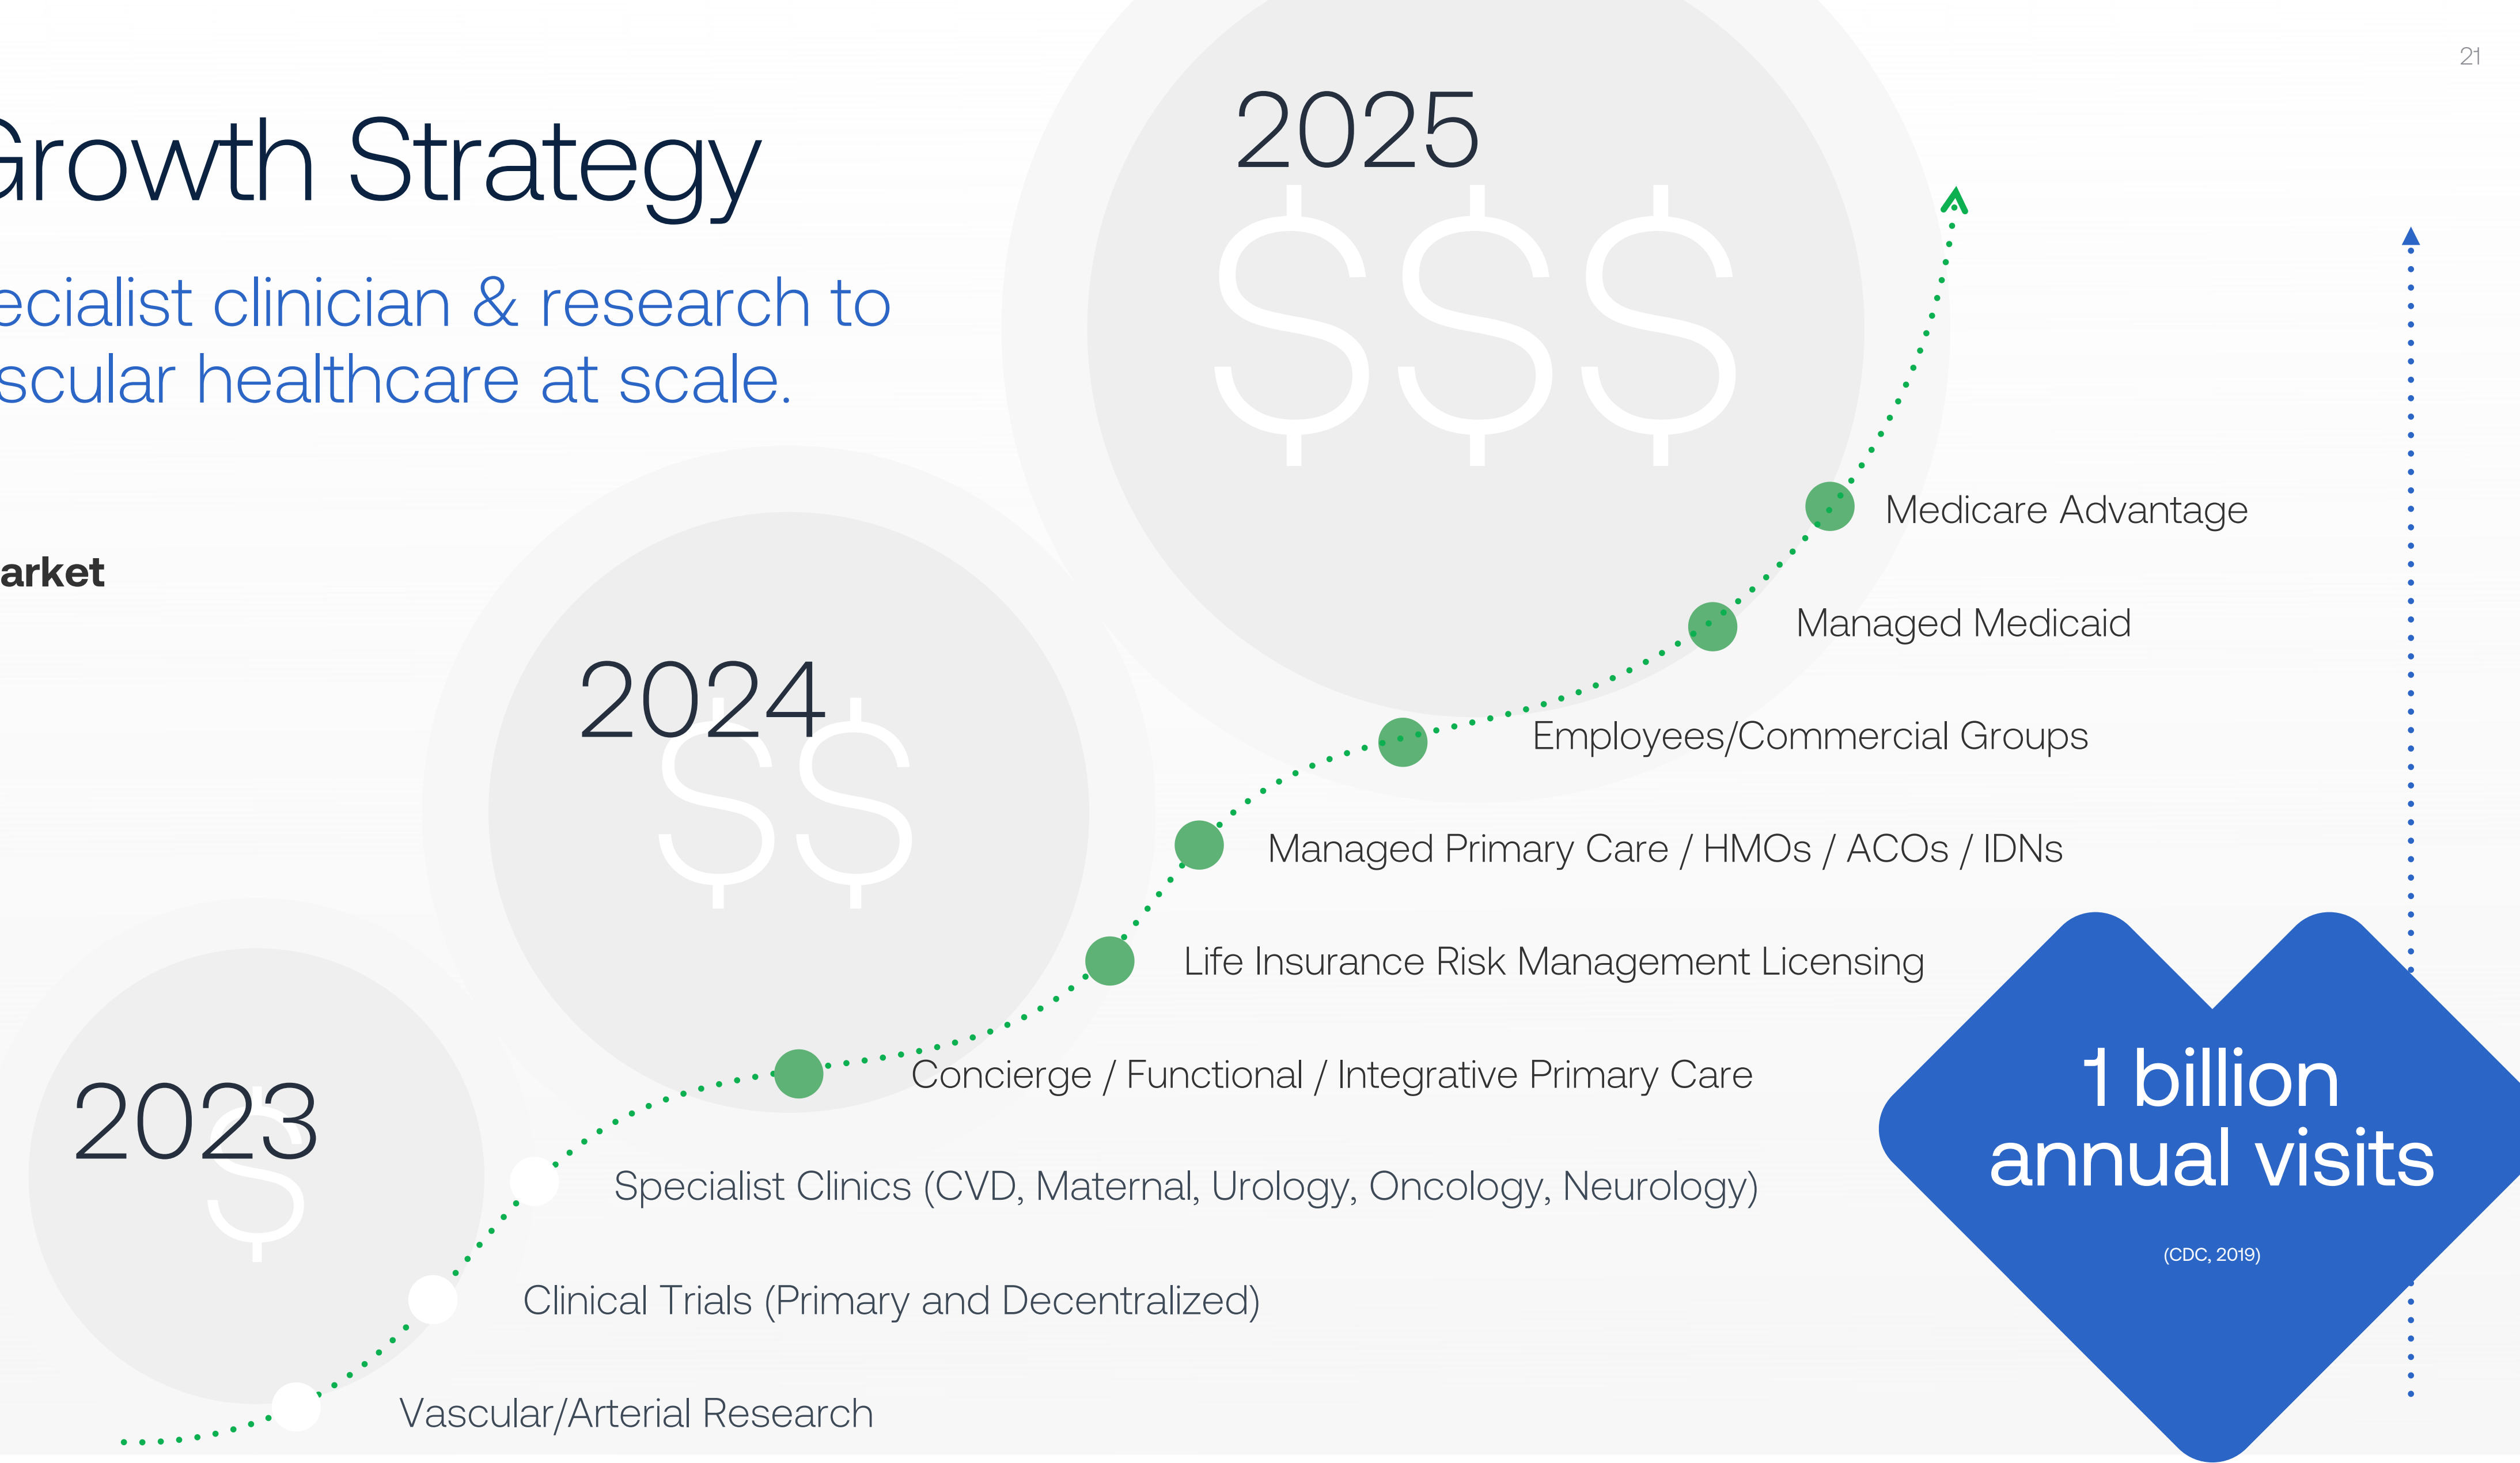 21
Growth Strategy
ecialist clinician & research to
scular healthcare at scale.
arket
2025
$$$
Medicare Advantage
Managed Medicaid
2024
$$
Employees/Commercial Groups
Managed Primary Care / HMOs / ACOs / IDNs
Life Insurance Risk Management Licensing
Concierge / Functional / Integrative Primary Care
2023
$
Specialist Clinics (CVD, Maternal, Urology, Oncology, Neurology)
Clinical Trials (Primary and Decentralized)
Vascular/Arterial Research
1 billion
annual visits
(CDC, 2019)